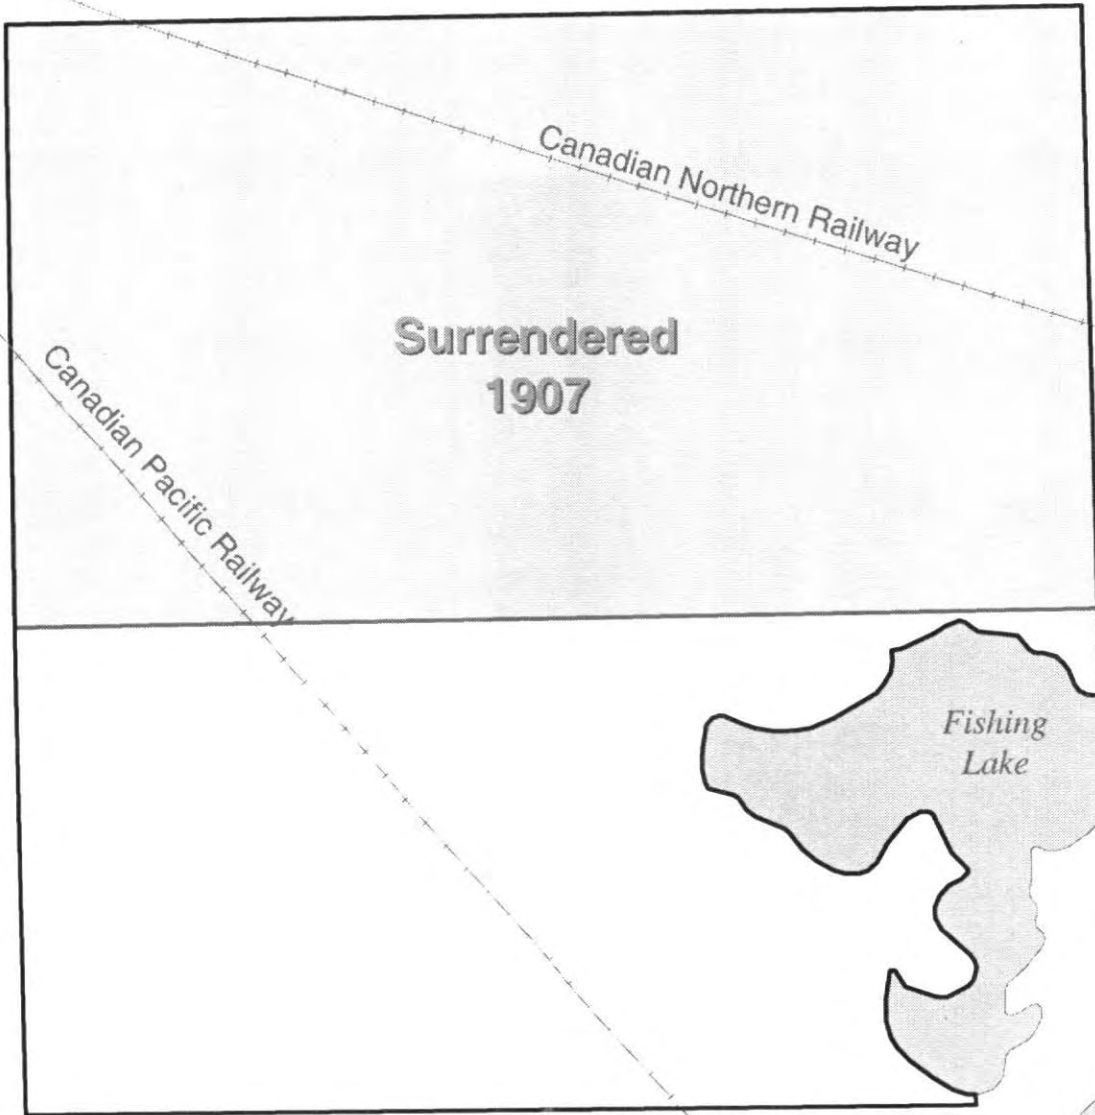 Canadian Northern Railway
Surrendered
1907
Canadian Pacific Railway
Fishing
Lake